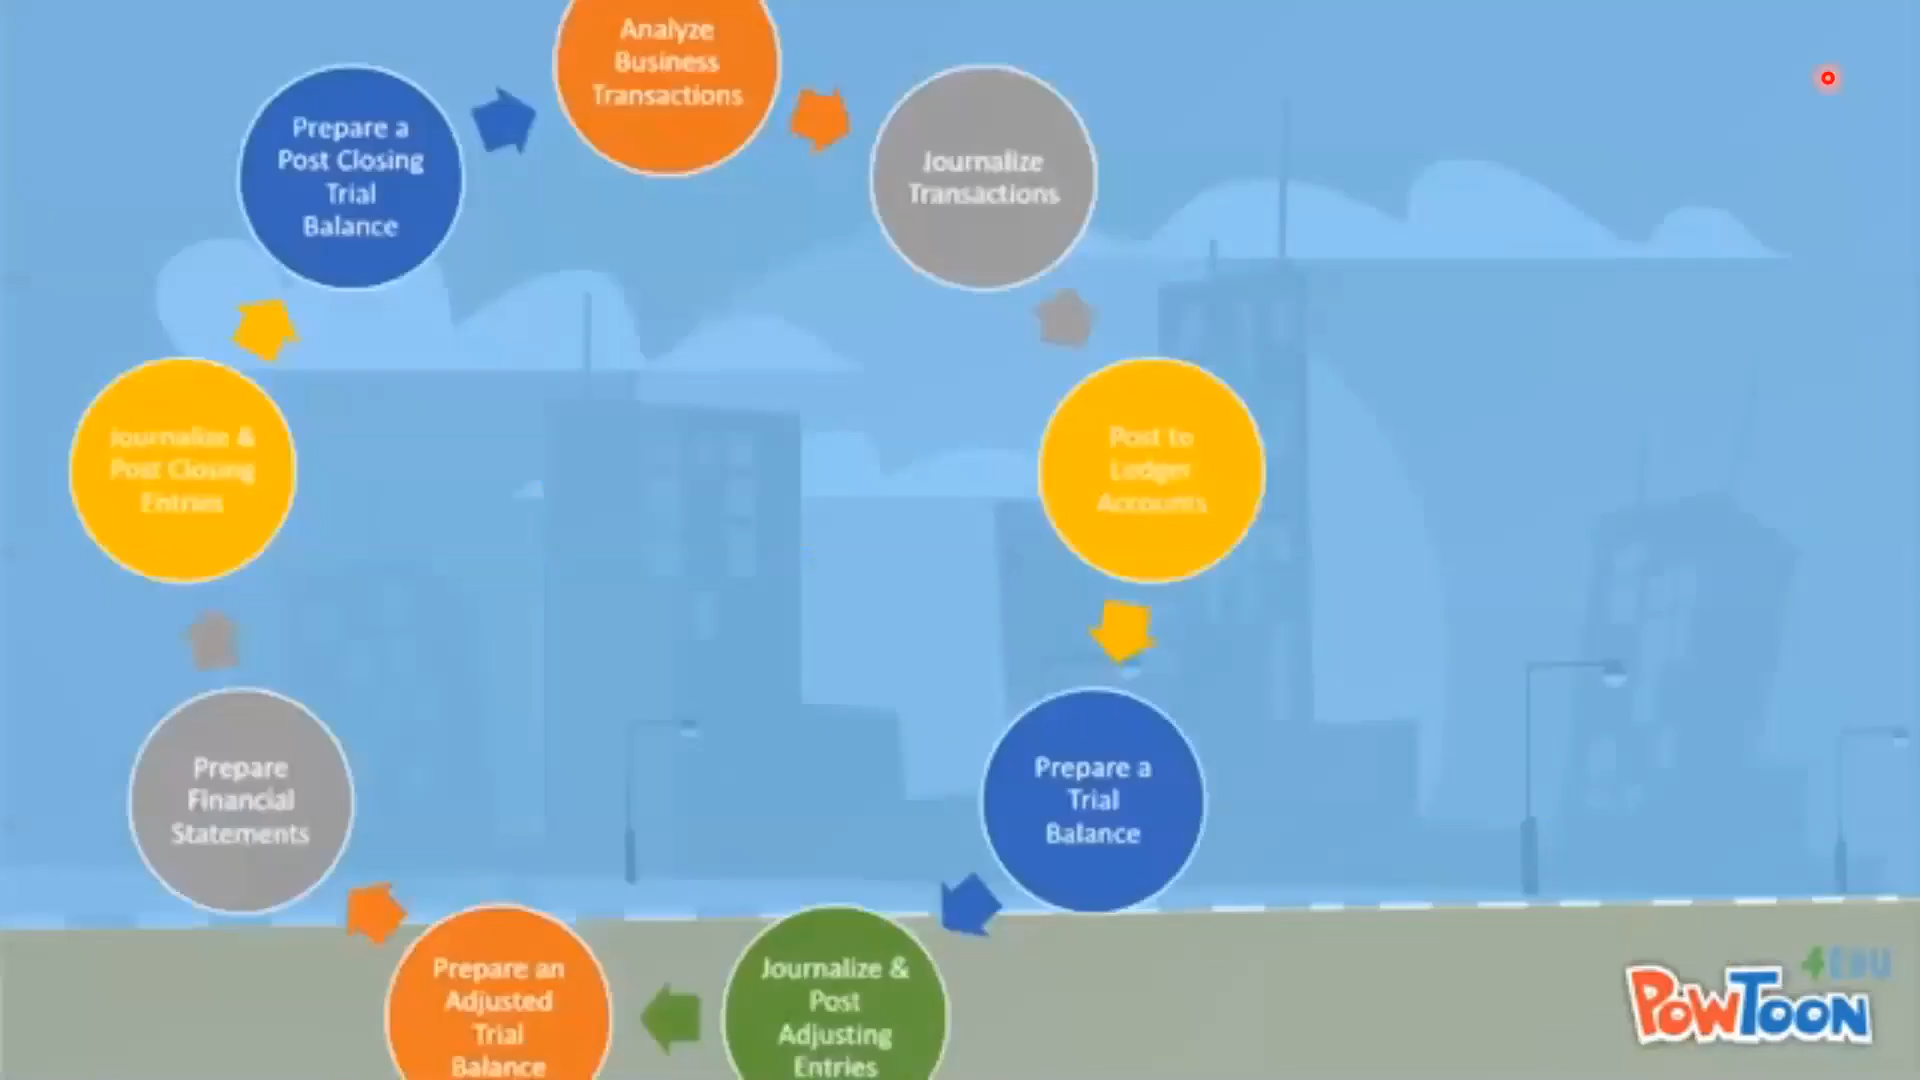 Analyze
Business
Transactions
Journalize
Transactions
Post to
Ledger
Accounts
Prepare a
Trial
Balance
Journalize &
Post
Adjusting
Entries
Prepare an
Adjusted
Trial
Balance
Prepare
Financial
Statements
Journalize &
Post Closing
Entries
Prepare a
Post Closing
Trial
Balance
4EDU
POWTOON